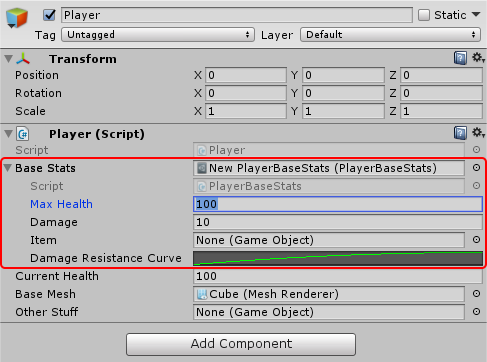 Player Static
Tag Untagged Layer Default
Transform
Position X 0 Y 0 Z 0
Rotation X 0 Y 0 Z 0
Scale X 1 Y 1 Z 1
Player (Script)
Script Player
Base Stats New PlayerBaseStats (PlayerBaseStats)
Script PlayerBaseStats
Max Health 100
Damage 10
Item None (Game Object)
Damage Resistance Curve
Current Health 100
Base Mesh Cube (Mesh Renderer)
Other Stuff None (Game Object)
Add Component